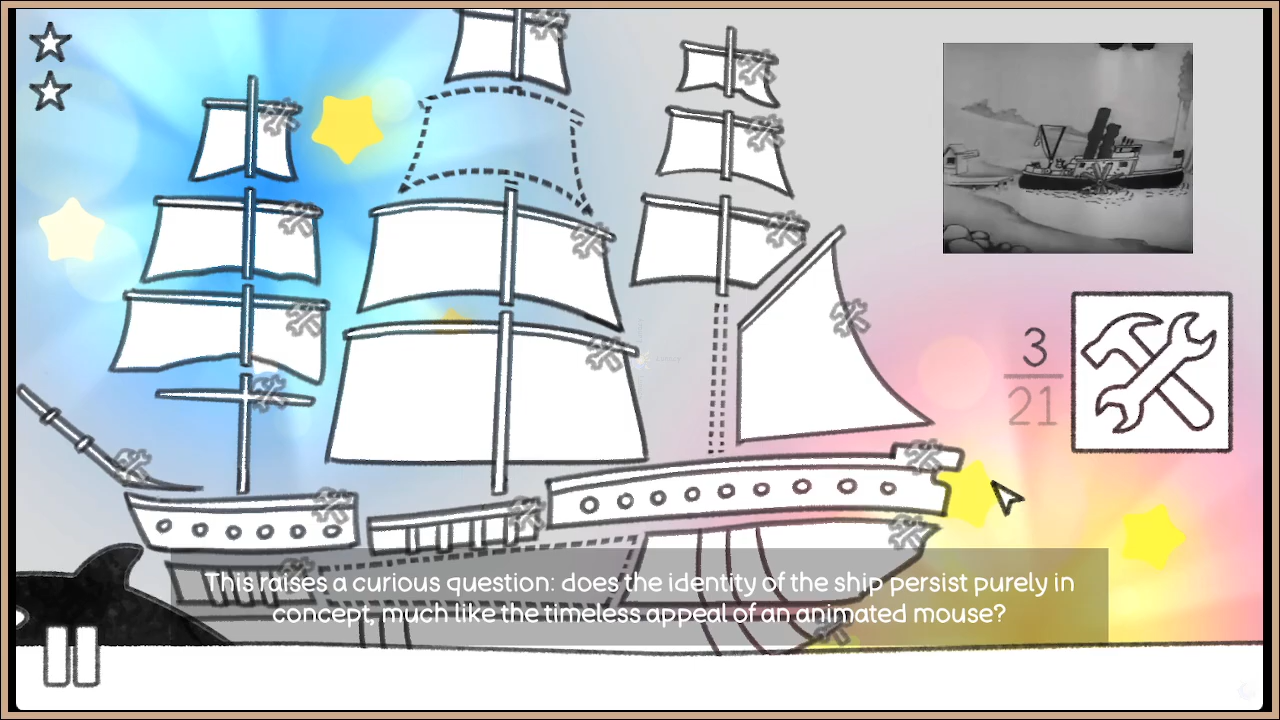 3
21
This raises a curious question: does the identity of the ship persist purely in
concept, much like the timeless appeal of an animated mouse?